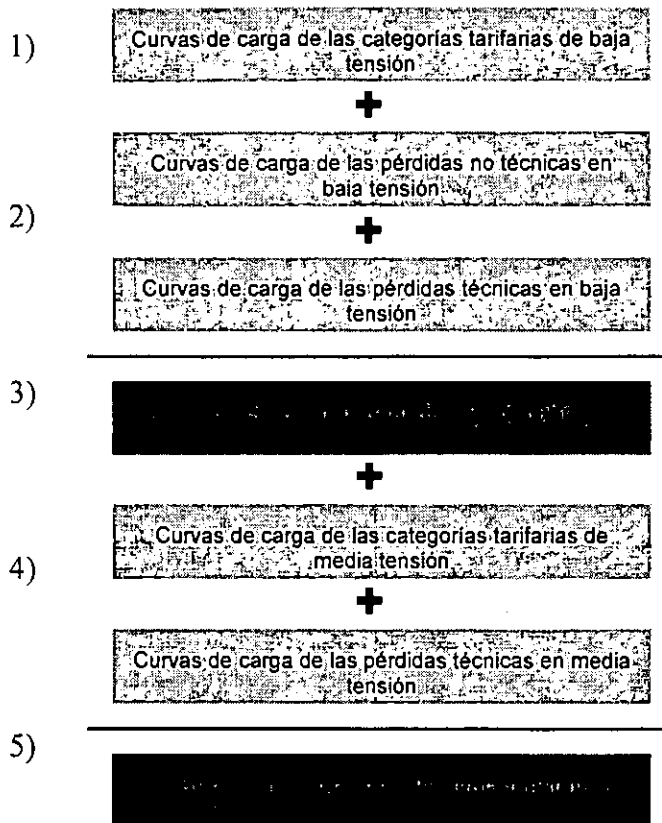 1)
Curvas de carga de las categorías tarifarias de baja
tensión
+
Curvas de carga de las pérdidas no técnicas en
baja tensión
2)
+
Curvas de carga de las pérdidas técnicas en baja
tensión
3)
+
Curvas de carga de las categorías tarifarias de
media tensión
4)
+
Curvas de carga de las pérdidas técnicas en media
tensión
5)